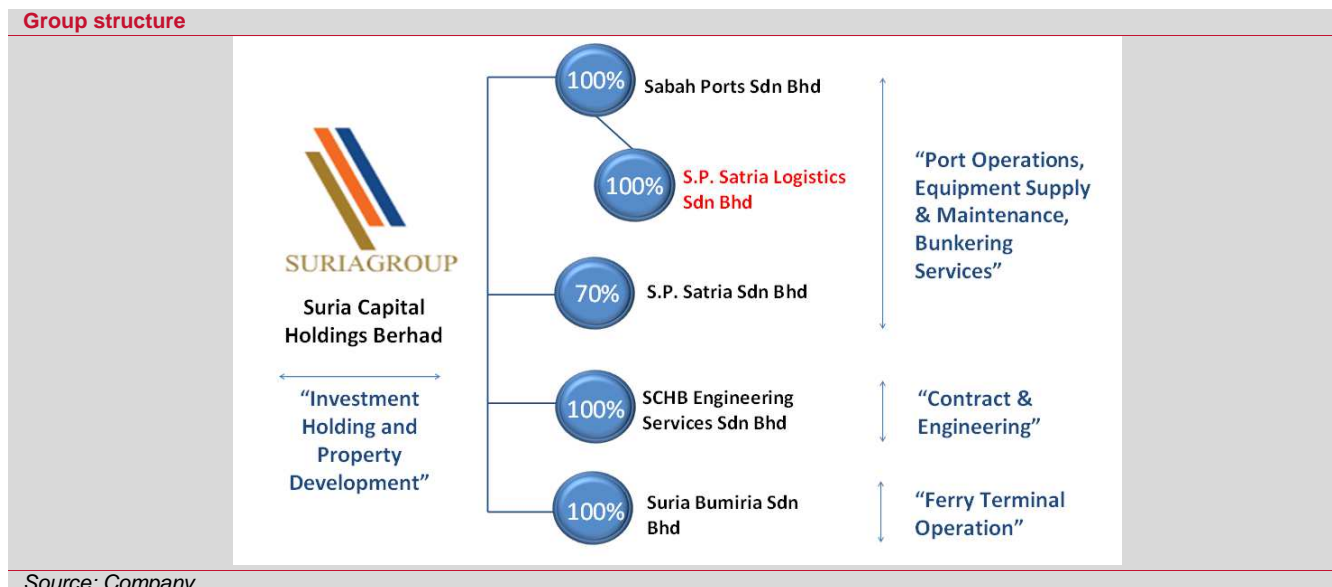 Group structure
100%
Sabah Ports Sdn Bhd
100%
S.P. Satria Logistics
Sdn Bhd
“Port Operations,
Equipment Supply
& Maintenance,
Bunkering
Services”
SURIAGROUP
Suria Capital
Holdings Berhad
“Investment
Holding and
Property
Development”
70%
S.P. Satria Sdn Bhd
100%
SCHB Engineering
Services Sdn Bhd
“Contract &
Engineering”
100%
Suria Bumiria Sdn
Bhd
“Ferry Terminal
Operation”
Source: Company